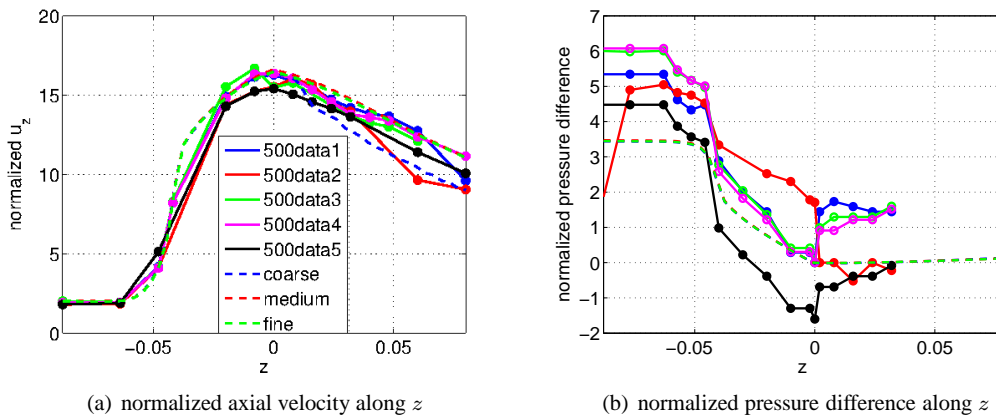 20
15
10
5
0
normalized u_z
−0.05
0
0.05
z
500data1
500data2
500data3
500data4
500data5
coarse
medium
fine
(a) normalized axial velocity along z
7
6
5
4
3
2
1
0
−1
−2
normalized pressure difference
−0.05
0
0.05
z
(b) normalized pressure difference along z